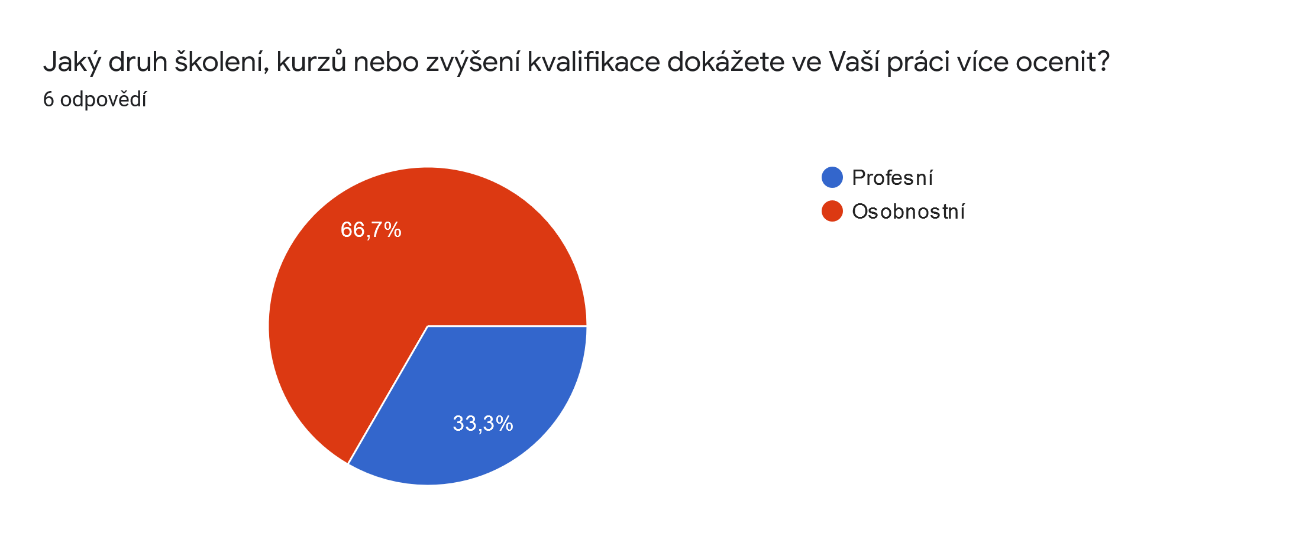 Jaký druh školení, kurzů nebo zvýšení kvalifikace dokážete ve Vaší práci více ocenit?
6 odpovědí
Profesní
Osobnostní
66,7%
33,3%